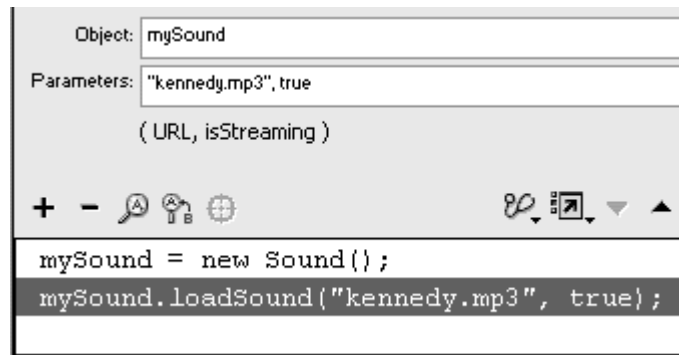 Object: mySound
Parameters: "kennedy.mp3", true
( URL, isStreaming )
mySound = new Sound();
mySound.loadSound("kennedy.mp3", true);